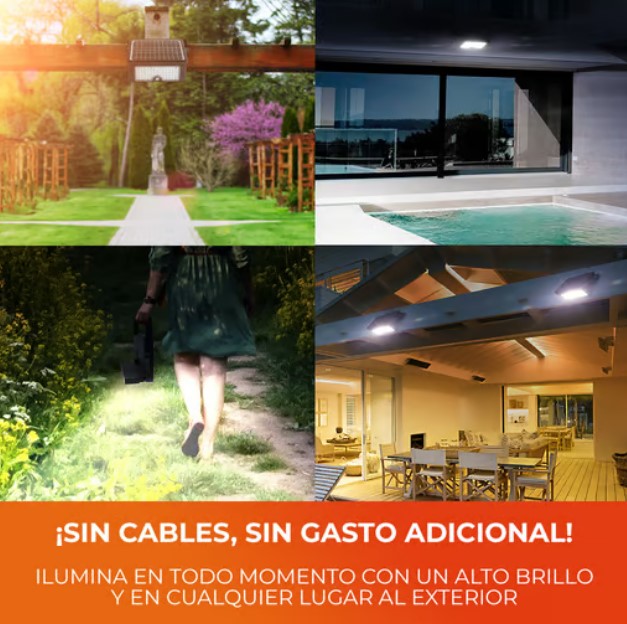 ¡SIN CABLES, SIN GASTO ADICIONAL!
ILUMINA EN TODO MOMENTO CON UN ALTO BRILLO
Y EN CUALQUIER LUGAR AL EXTERIOR